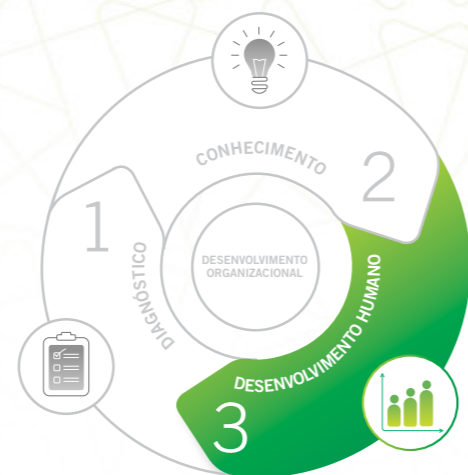 CONHECIMENTO
2
1
DIAGNÓSTICO
DESENVOLVIMENTO
ORGANIZACIONAL
DESENVOLVIMENTO HUMANO
3